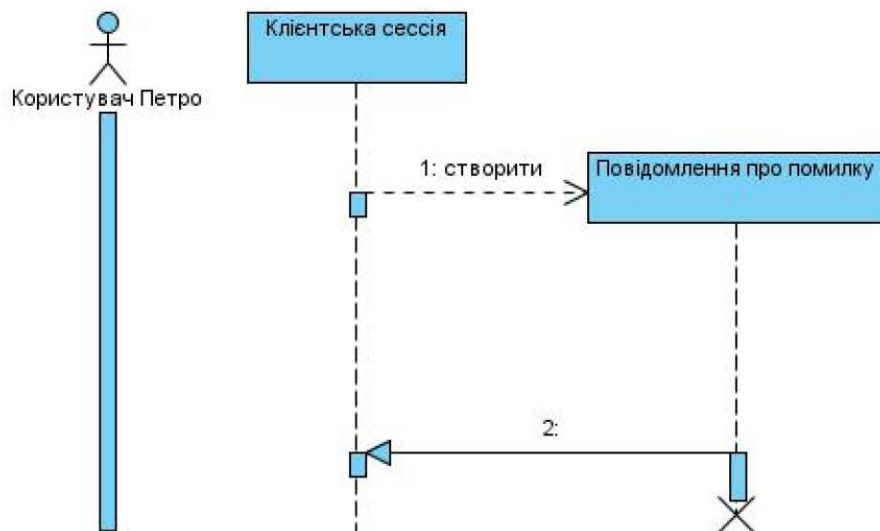 Клієнтська сессія
Користувач Петро
1: створити
Повідомлення про помилку
2: